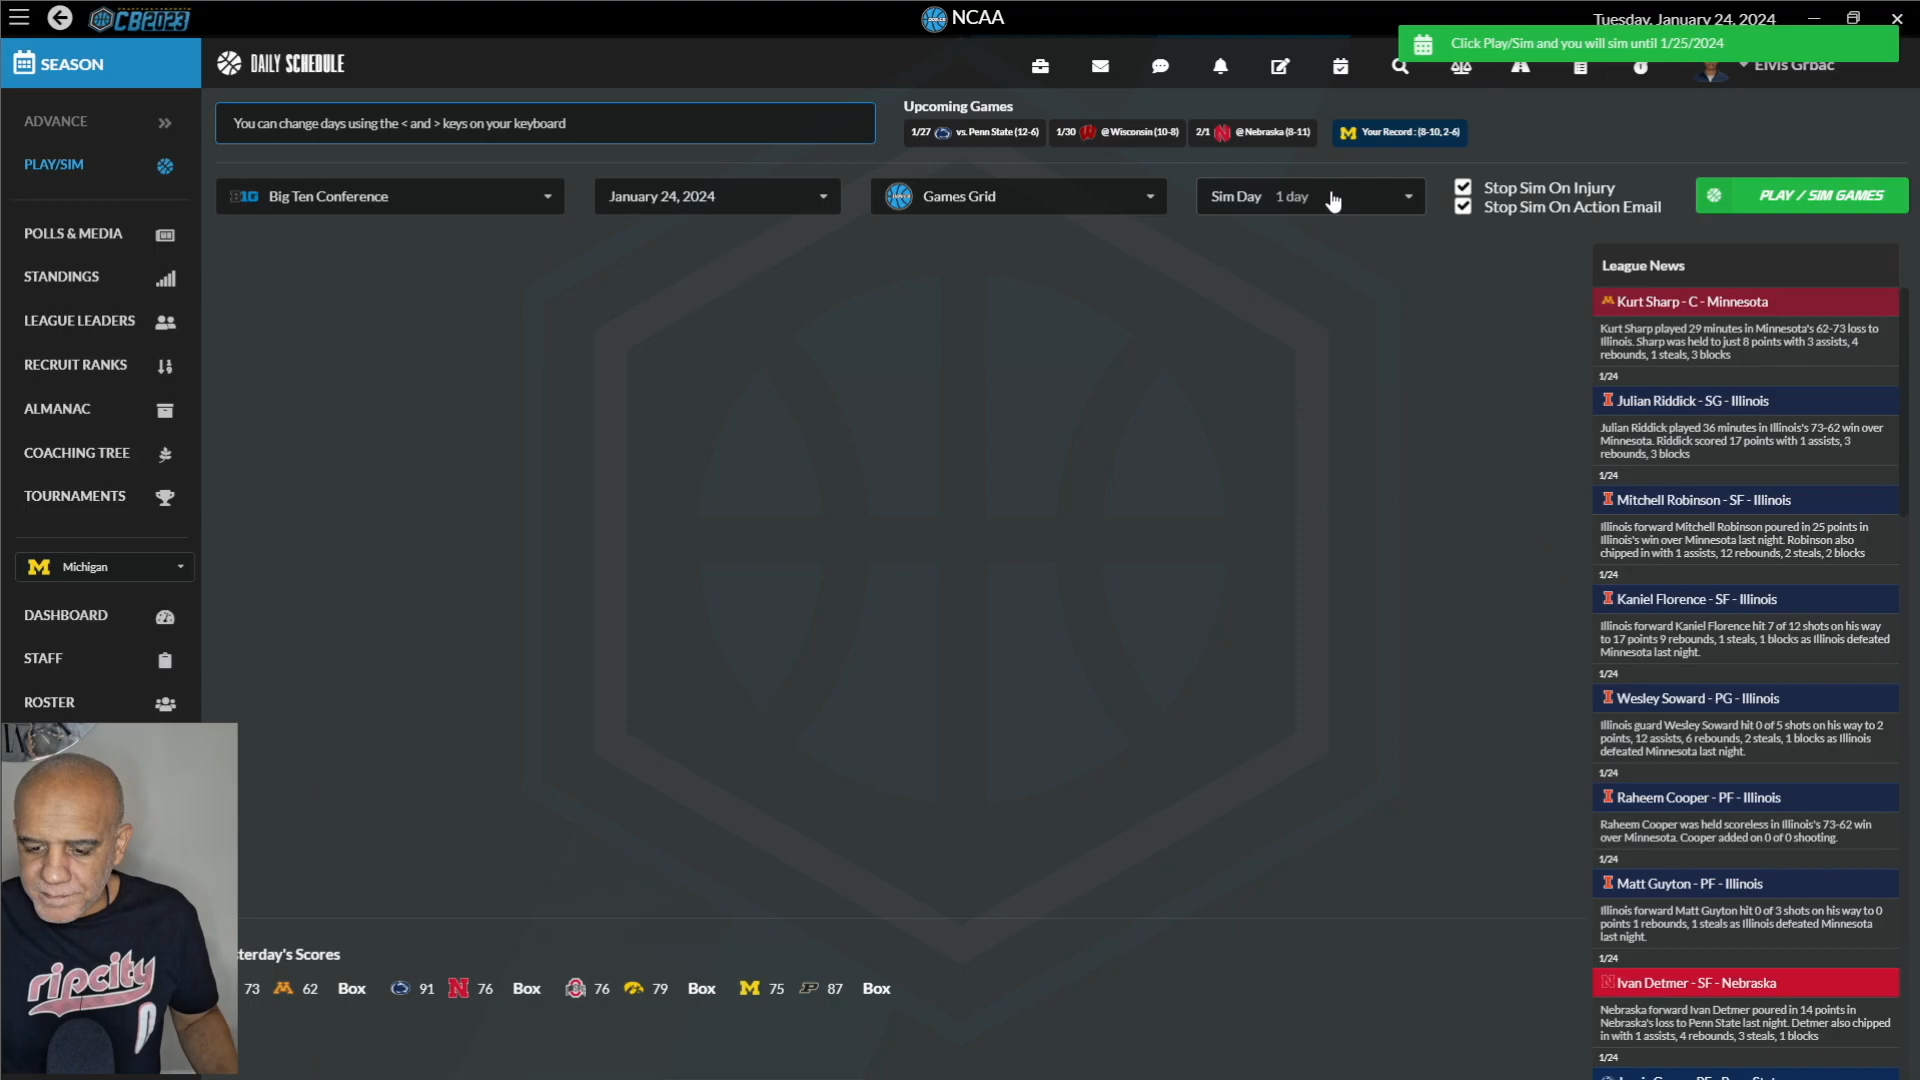 CB2023
NCAA
Tuesday, January 24, 2024
Click Play/Sim and you will sim until 1/25/2024
SEASON
DAILY SCHEDULE
Elvis Grbac
ADVANCE
PLAY/SIM
POLLS & MEDIA
STANDINGS
LEAGUE LEADERS
RECRUIT RANKS
ALMANAC
COACHING TREE
TOURNAMENTS
Michigan
DASHBOARD
STAFF
ROSTER
You can change days using the < and > keys on your keyboard
Upcoming Games
1/27 vs. Penn State (12-6)
1/30 @Wisconsin (10-8)
2/1 @Nebraska (8-11)
Your Record : (8-10, 2-6)
Big Ten Conference
January 24, 2024
Games Grid
Sim Day 1 day
Stop Sim On Injury
Stop Sim On Action Email
PLAY / SIM GAMES
League News
Kurt Sharp - C - Minnesota
Kurt Sharp played 29 minutes in Minnesota's 62-73 loss to
Illinois. Sharp was held to just 8 points with 3 assists, 4
rebounds, 1 steals, 3 blocks
1/24
Julian Riddick - SG - Illinois
Julian Riddick played 36 minutes in Illinois's 73-62 win over
Minnesota. Riddick scored 17 points with 1 assists, 3
rebounds, 3 blocks
1/24
Mitchell Robinson - SF - Illinois
Illinois forward Mitchell Robinson poured in 25 points in
Illinois's win over Minnesota last night. Robinson also
chipped in with 1 assists, 12 rebounds, 2 steals, 2 blocks
1/24
Kaniel Florence - SF - Illinois
Illinois forward Kaniel Florence hit 7 of 12 shots on his way
to 17 points 9 rebounds, 1 steals, 1 blocks as Illinois defeated
Minnesota last night.
1/24
Wesley Soward - PG - Illinois
Illinois guard Wesley Soward hit 0 of 5 shots on his way to 2
points, 12 assists, 6 rebounds, 2 steals, 1 blocks as Illinois
defeated Minnesota last night.
1/24
Raheem Cooper - PF - Illinois
Raheem Cooper was held scoreless in Illinois's 73-62 win
over Minnesota. Cooper added on 0 of 0 shooting.
1/24
Matt Guyton - PF - Illinois
Illinois forward Matt Guyton hit 0 of 3 shots on his way to 0
points 1 rebounds, 1 steals as Illinois defeated Minnesota
last night.
1/24
Ivan Detmer - SF - Nebraska
Nebraska forward Ivan Detmer poured in 14 points in
Nebraska's loss to Penn State last night. Detmer also chipped
in with 1 assists, 4 rebounds, 3 steals, 1 blocks
1/24
sterday's Scores
73 62 Box 91 76 Box 76 79 Box 75 87 Box
ripcity